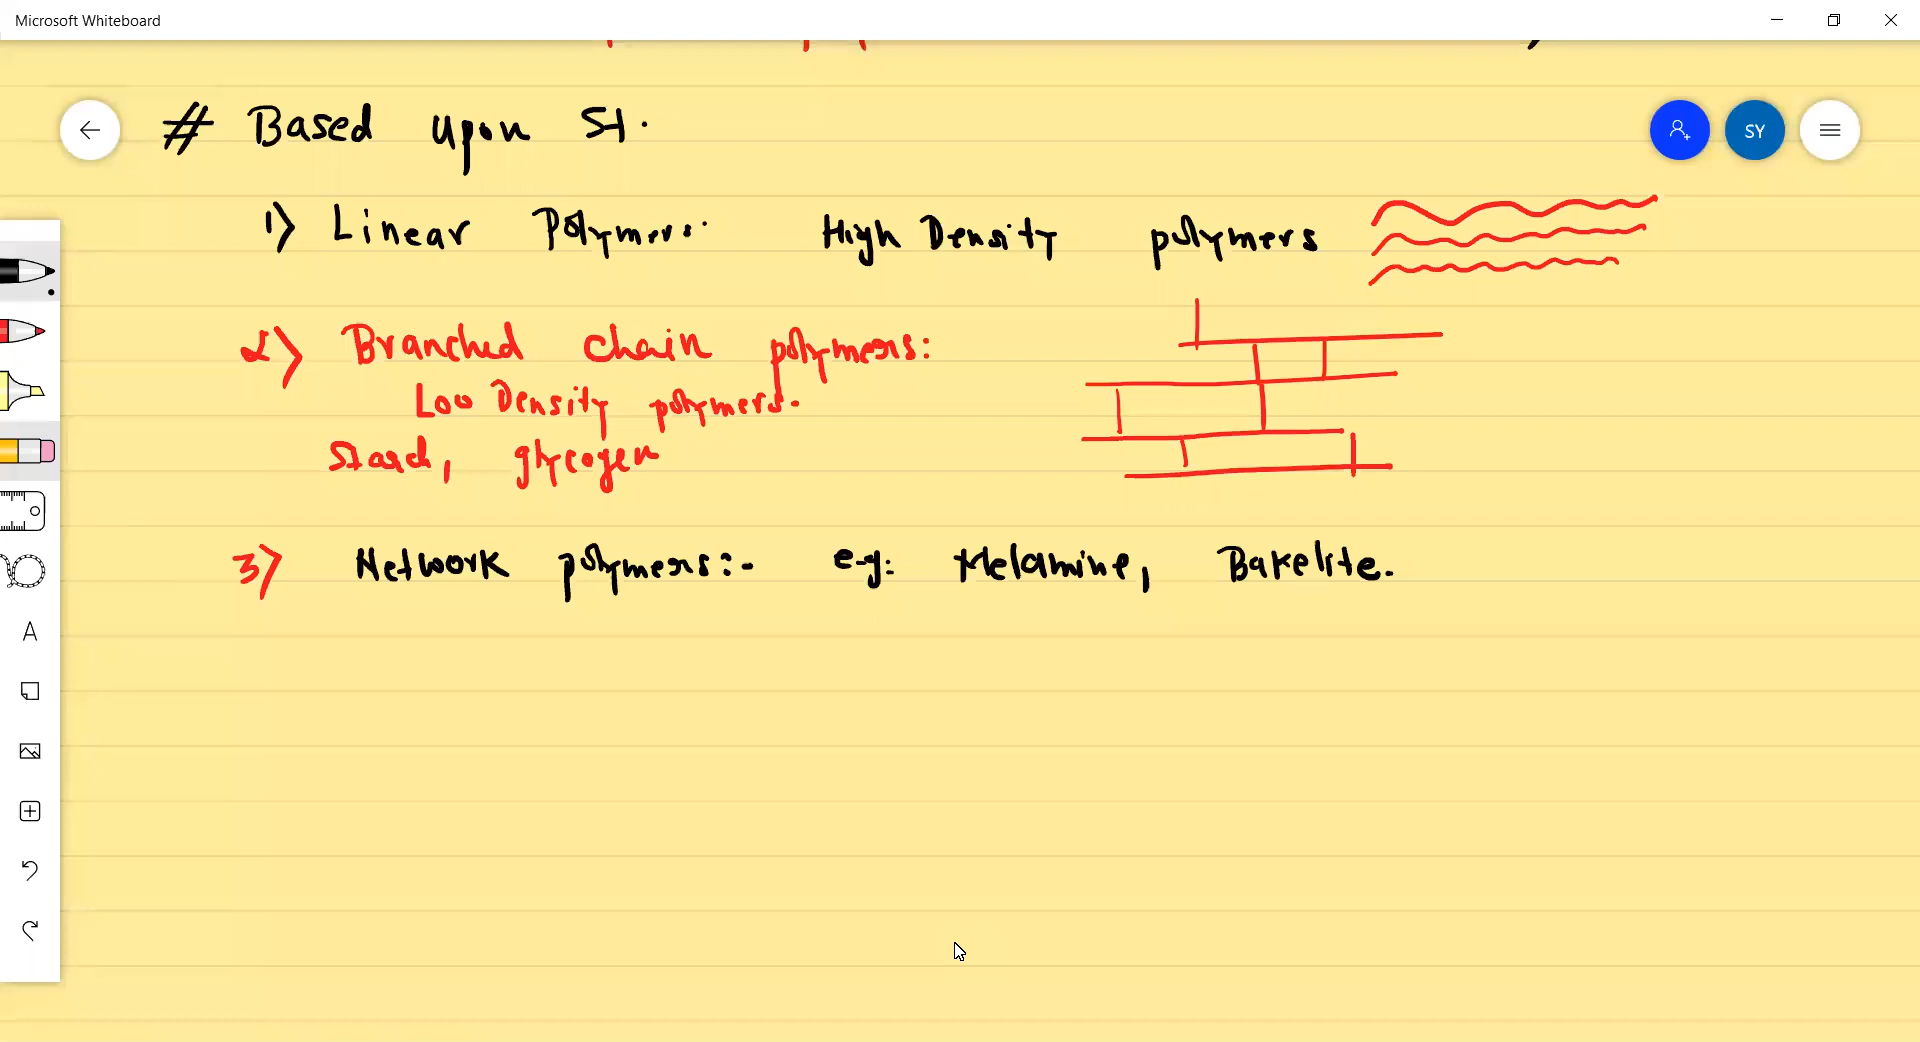 Microsoft Whiteboard
# Based upon St.
SY
1) Linear Polymers. High Density polymers
2) Branched chain polymers:
Low Density polymers.
Starch, glycogen
3) Network polymers:- e.g: Melamine, Bakelite.
A